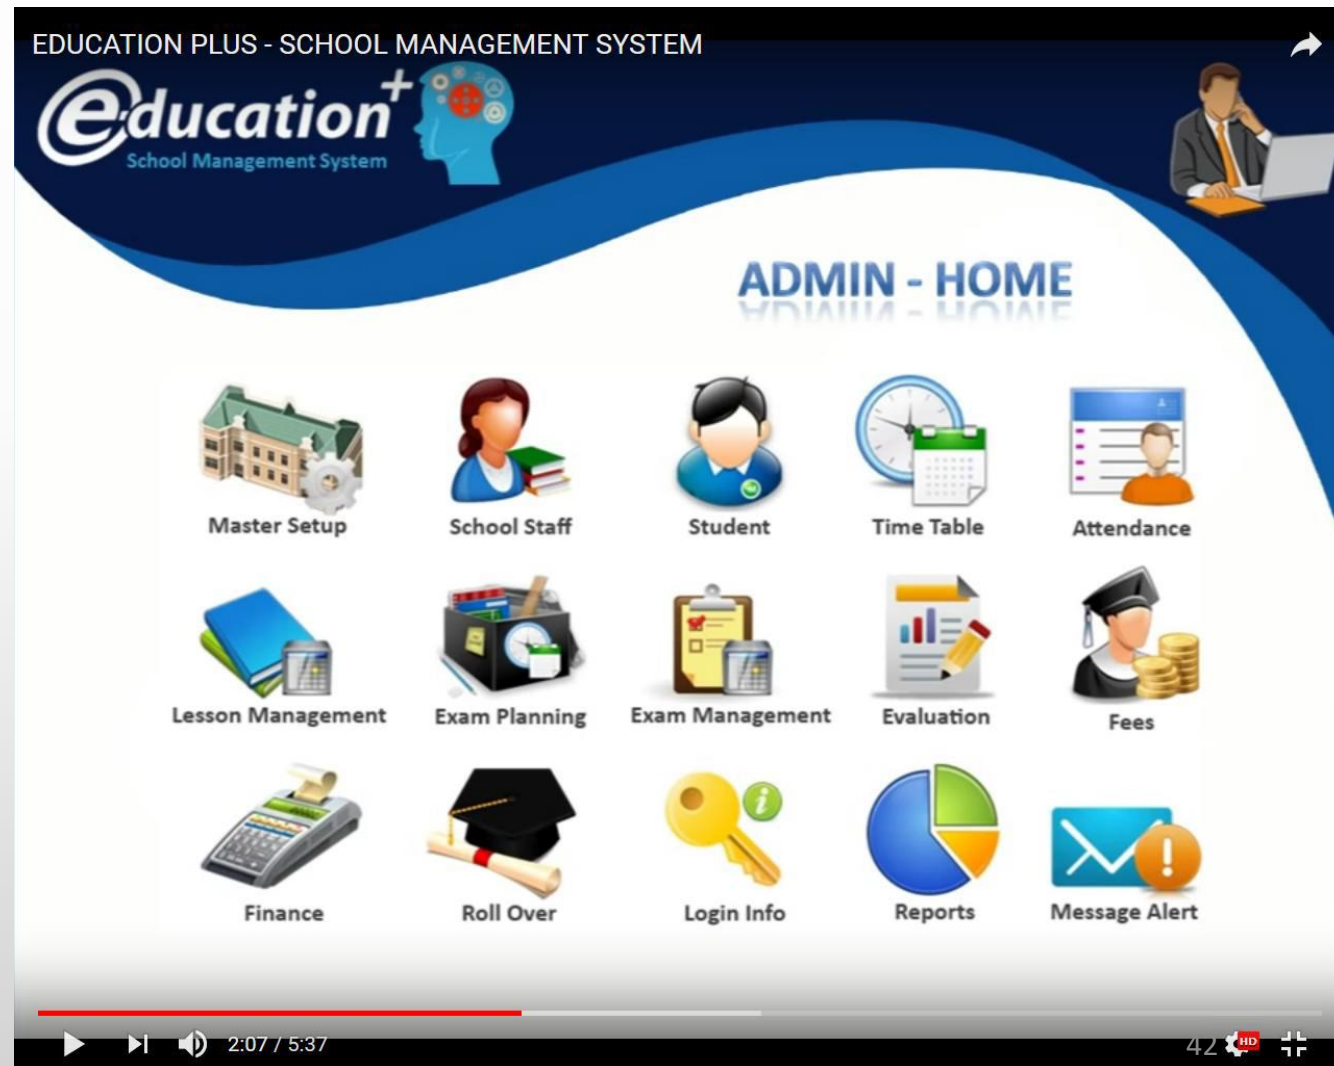 EDUCATION PLUS - SCHOOL MANAGEMENT SYSTEM
education+
School Management System
ADMIN - HOME
Master Setup
School Staff
Student
Time Table
Attendance
Lesson Management
Exam Planning
Exam Management
Evaluation
Fees
Finance
Roll Over
Login Info
Reports
Message Alert
2:07 / 5:37
42
HD